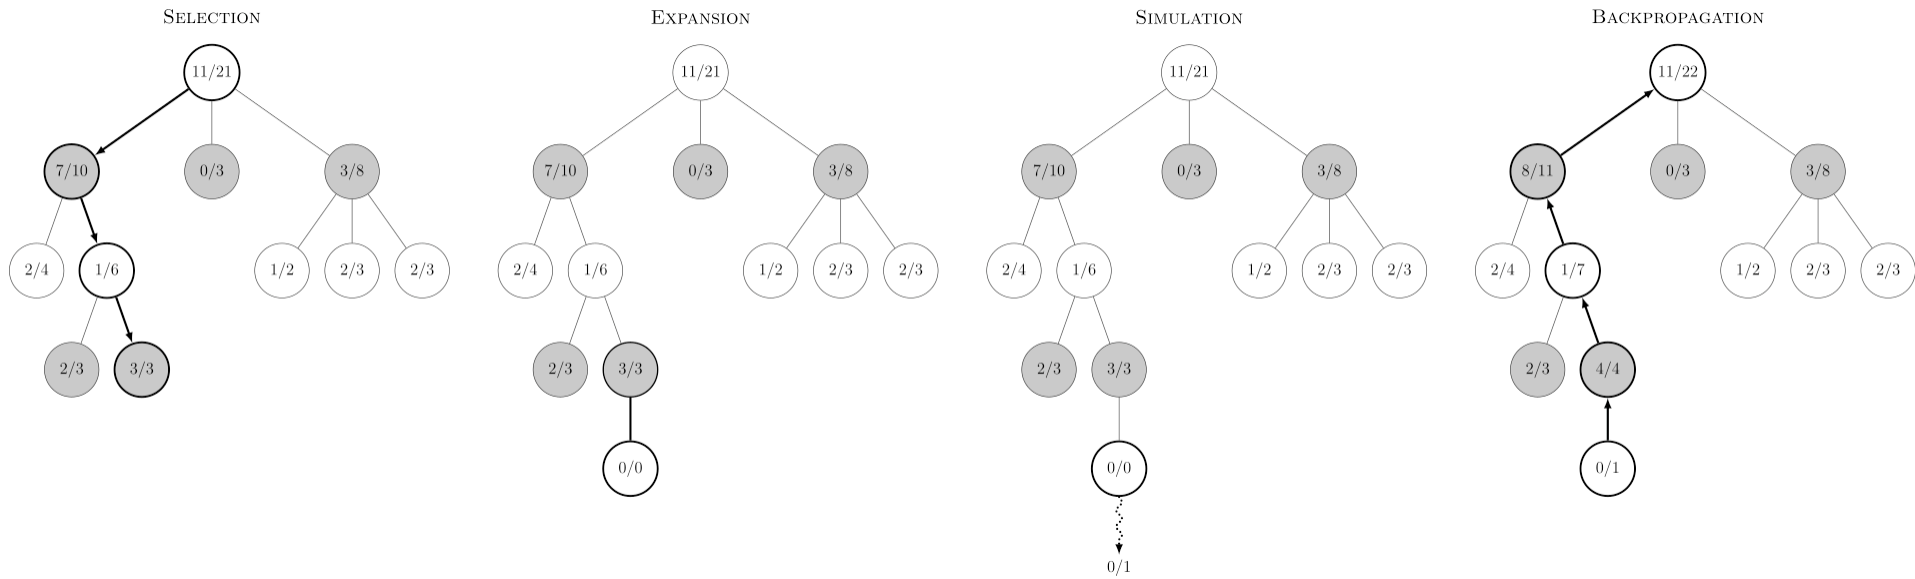 SELECTION EXPANSION SIMULATION BACKPROPAGATION
11/21 11/21 11/21 11/22
7/10 0/3 3/8 7/10 0/3 3/8 7/10 0/3 3/8 8/11 0/3 3/8
2/4 1/6 1/2 2/3 2/3 2/4 1/6 1/2 2/3 2/3 2/4 1/6 1/2 2/3 2/3 2/4 1/7 1/2 2/3 2/3
2/3 3/3 2/3 3/3 2/3 3/3 2/3 4/4
0/0 0/0 0/1
0/1